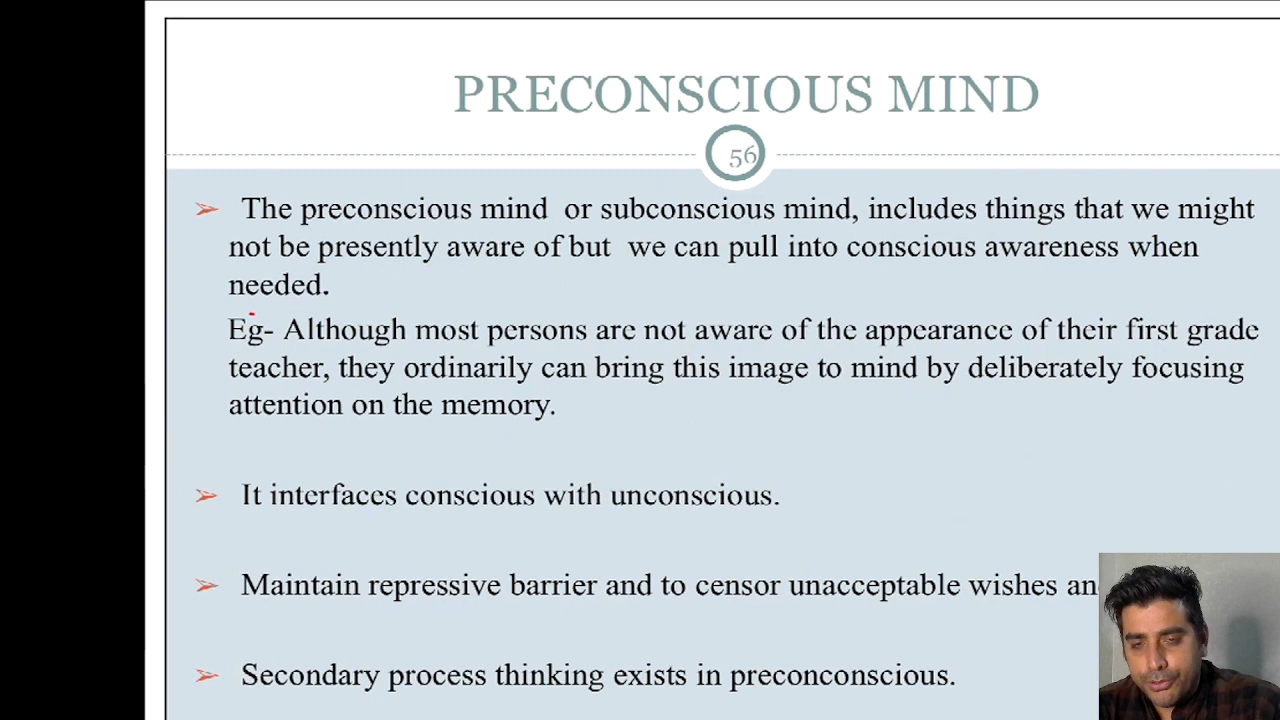 PRECONSCIOUS MIND
56
➢ The preconscious mind or subconscious mind, includes things that we might
not be presently aware of but we can pull into conscious awareness when
needed.
Eg- Although most persons are not aware of the appearance of their first grade
teacher, they ordinarily can bring this image to mind by deliberately focusing
attention on the memory.
➢ It interfaces conscious with unconscious.
➢ Maintain repressive barrier and to censor unacceptable wishes
➢ Secondary process thinking exists in preconconscious.